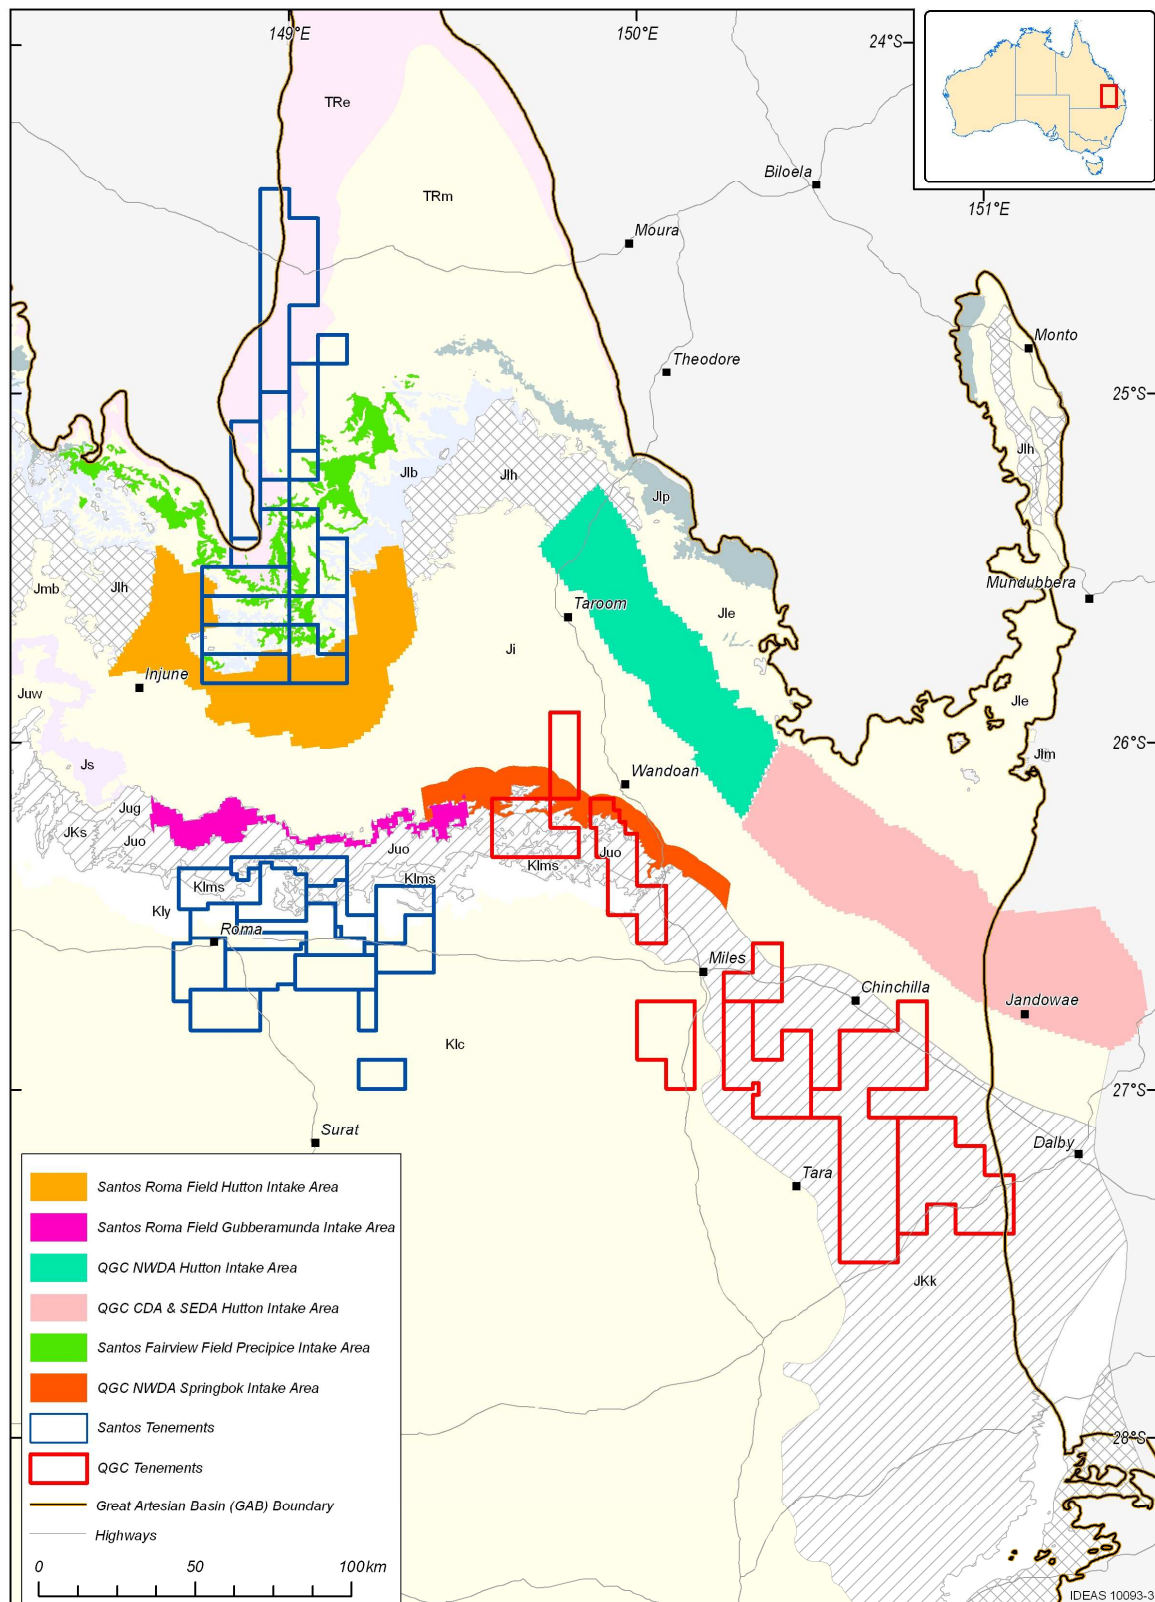 149°E
150°E
24°S
TRe
Biloela
TRm
151°E
Moura
Monto
Theodore
25°S
Jlh
Jlb
Jlh
Jlp
Mundubbera
Jmb
Jlh
Taroom
Jle
Ji
Injune
Juw
Jle
26°S
Jlm
Js
Wandoan
Jug
JKs
Juo
Juo
Juo
Klms
Klms
Klms
Kly
Roma
Miles
Chinchilla
Jandowae
Klc
27°S
Surat
Dalby
Tara
JKk
28°S
Santos Roma Field Hutton Intake Area
Santos Roma Field Gubberamunda Intake Area
QGC NWDA Hutton Intake Area
QGC CDA & SEDA Hutton Intake Area
Santos Fairview Field Precipice Intake Area
QGC NWDA Springbok Intake Area
Santos Tenements
QGC Tenements
Great Artesian Basin (GAB) Boundary
Highways
0 50 100km
IDEAS 10093-3